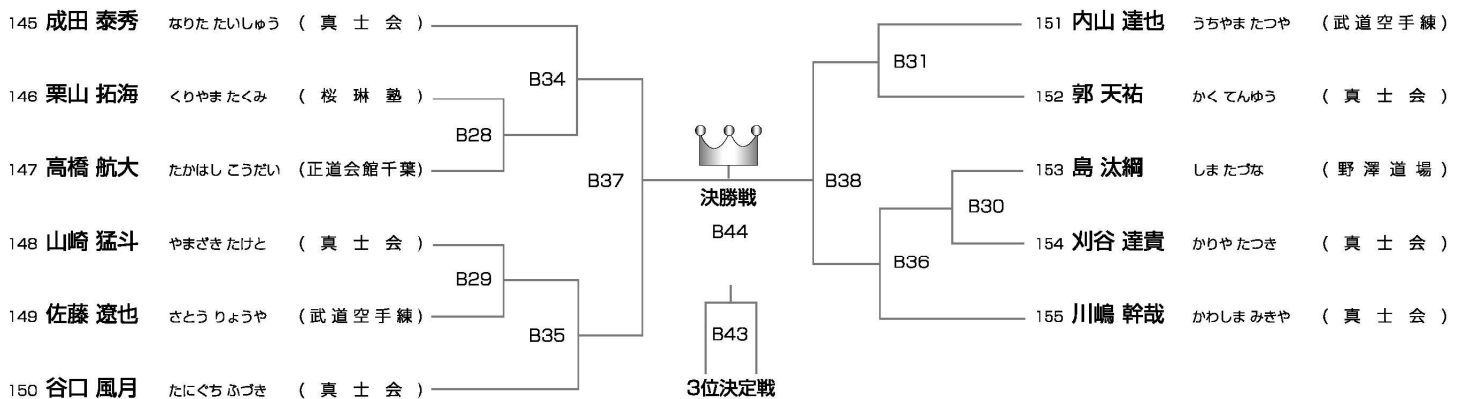 145 成田 泰秀 なりた たいしゅう (真士会)
B34
146 栗山 拓海 くりやま たくみ (桜琳塾)
B28
147 高橋 航大 たかはし こうだい (正道会館千葉)
B37
148 山崎 猛斗 やまざき たけと (真士会)
B29
149 佐藤 遼也 さとう りょうや (武道空手練)
B35
150 谷口 風月 たにぐち ふづき (真士会)
決勝戦
B44
B43
3位決定戦
151 内山 達也 うちやま たつや (武道空手練)
B31
152 郭 天祐 かく てんゆう (真士会)
B38
153 島 汰綱 しま たづな (野澤道場)
B30
154 刈谷 達貴 かりや たつき (真士会)
B36
155 川嶋 幹哉 かわしま みきや (真士会)